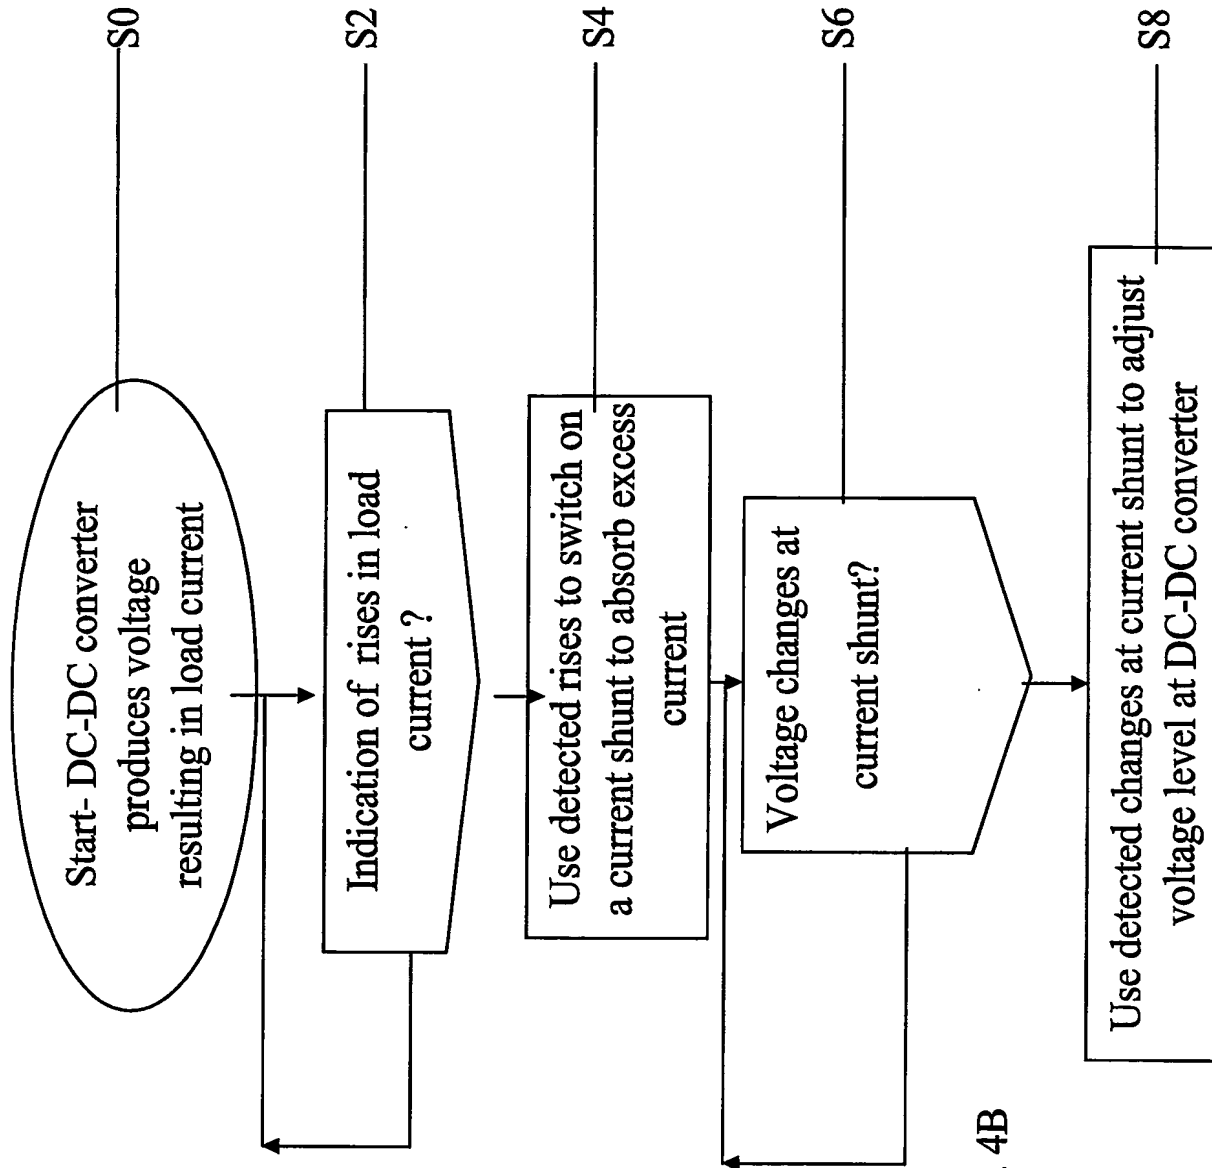 Start- DC-DC converter
produces voltage
resulting in load current
S0
Indication of rises in load
current ?
S2
Use detected rises to switch on
a current shunt to absorb excess
current
S4
Voltage changes at
current shunt?
S6
Use detected changes at current shunt to adjust
voltage level at DC-DC converter
S8
4B